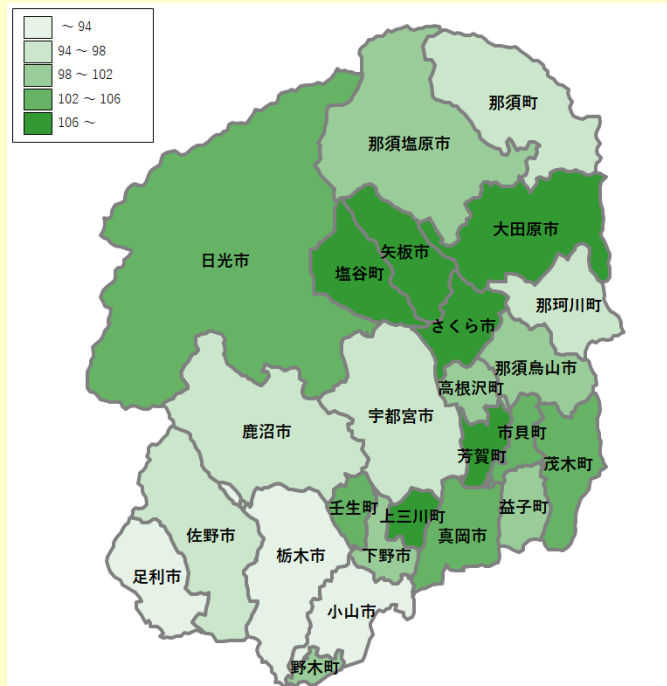 ～ 94
94 ～ 98
98 ～ 102
102 ～ 106
106 ～
那須町
那須塩原市
大田原市
矢板市
日光市
塩谷町
那珂川町
さくら市
那須烏山市
高根沢町
宇都宮市
鹿沼市
市貝町
芳賀町
茂木町
壬生町
上三川町
益子町
佐野市
真岡市
栃木市
下野市
足利市
小山市
野木町